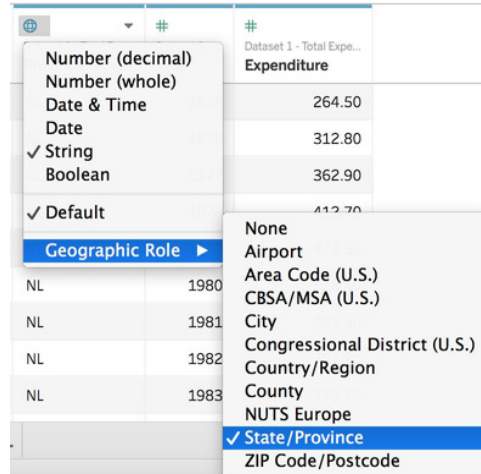 Dataset 1 - Total Expe...
Expenditure
Number (decimal)
Number (whole)
Date & Time
Date
✓ String
Boolean
✓ Default
Geographic Role ▶
264.50
312.80
362.90
412.70
None
Airport
Area Code (U.S.)
CBSA/MSA (U.S.)
City
Congressional District (U.S.)
Country/Region
County
NUTS Europe
✓ State/Province
ZIP Code/Postcode
NL 1980
NL 1981
NL 1982
NL 1983